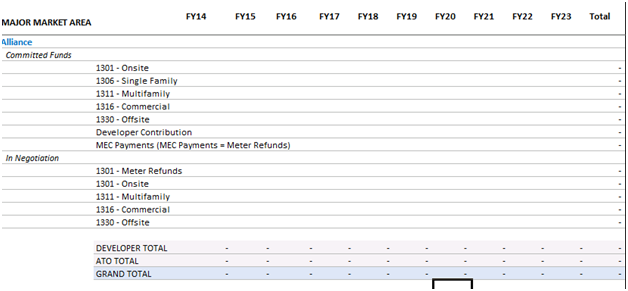 MAJOR MARKET AREA FY14 FY15 FY16 FY17 FY18 FY19 FY20 FY21 FY22 FY23 Total
Alliance
Committed Funds
1301 - Onsite -
1306 - Single Family -
1311 - Multifamily -
1316 - Commercial -
1330 - Offsite -
Developer Contribution -
MEC Payments (MEC Payments = Meter Refunds) -
In Negotiation
1301 - Meter Refunds -
1301 - Onsite -
1311 - Multifamily -
1316 - Commercial -
1330 - Offsite -
DEVELOPER TOTAL - - - - - - - - - - -
ATO TOTAL - - - - - - - - - - -
GRAND TOTAL - - - - - - - - - - -